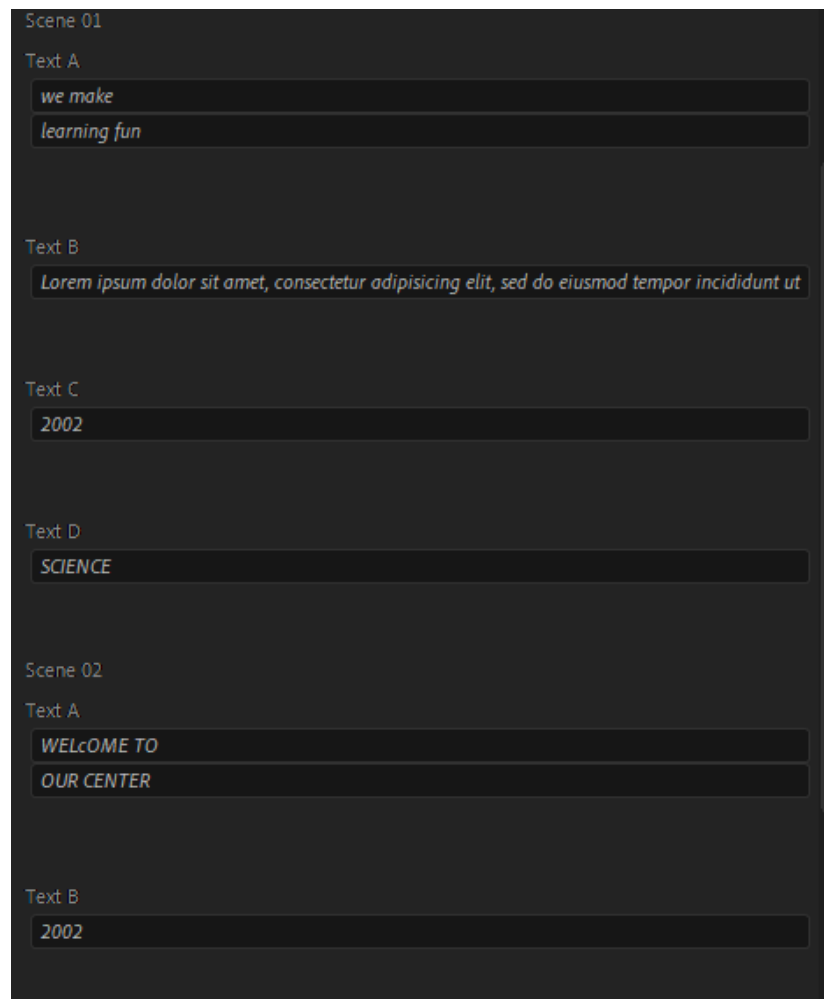 Scene 01
Text A
we make
learning fun
Text B
Lorem ipsum dolor sit amet, consectetur adipisicing elit, sed do eiusmod tempor incididunt ut
Text C
2002
Text D
SCIENCE
Scene 02
Text A
WELcOME TO
OUR CENTER
Text B
2002